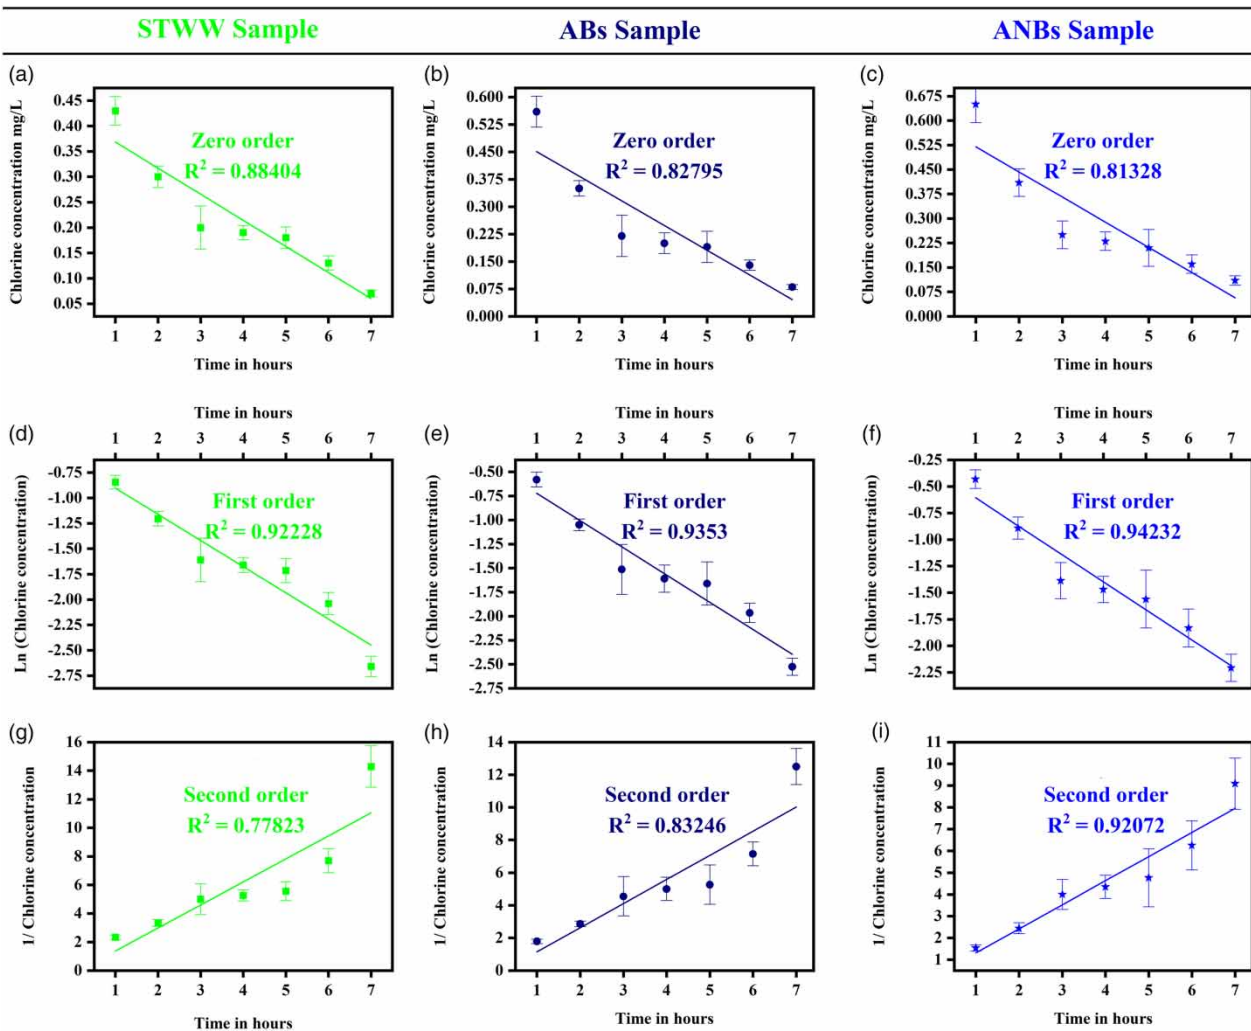 STWW Sample
ABs Sample
ANBs Sample
(a)
Chlorine concentration mg/L
0.45
0.40
0.35
0.30
0.25
0.20
0.15
0.10
0.05
Zero order
R² = 0.88404
1 2 3 4 5 6 7
Time in hours
(b)
Chlorine concentration mg/L
0.600
0.525
0.450
0.375
0.300
0.225
0.150
0.075
0.000
Zero order
R² = 0.82795
1 2 3 4 5 6 7
Time in hours
(c)
Chlorine concentration mg/L
0.675
0.600
0.525
0.450
0.375
0.300
0.225
0.150
0.075
0.000
Zero order
R² = 0.81328
1 2 3 4 5 6 7
Time in hours
(d)
Time in hours
1 2 3 4 5 6 7
Ln (Chlorine concentration)
-0.75
-1.00
-1.25
-1.50
-1.75
-2.00
-2.25
-2.50
-2.75
First order
R² = 0.92228
(e)
Time in hours
1 2 3 4 5 6 7
Ln (Chlorine concentration)
-0.50
-0.75
-1.00
-1.25
-1.50
-1.75
-2.00
-2.25
-2.50
-2.75
First order
R² = 0.9353
(f)
Time in hours
1 2 3 4 5 6 7
Ln (Chlorine concentration)
-0.25
-0.50
-0.75
-1.00
-1.25
-1.50
-1.75
-2.00
-2.25
First order
R² = 0.94232
(g)
1/ Chlorine concentration
16
14
12
10
8
6
4
2
0
Second order
R² = 0.77823
1 2 3 4 5 6 7
Time in hours
(h)
1/ Chlorine concentration
14
12
10
8
6
4
2
0
Second order
R² = 0.83246
1 2 3 4 5 6 7
Time in hours
(i)
1/ Chlorine concentration
11
10
9
8
7
6
5
4
3
2
1
Second order
R² = 0.92072
1 2 3 4 5 6 7
Time in hours